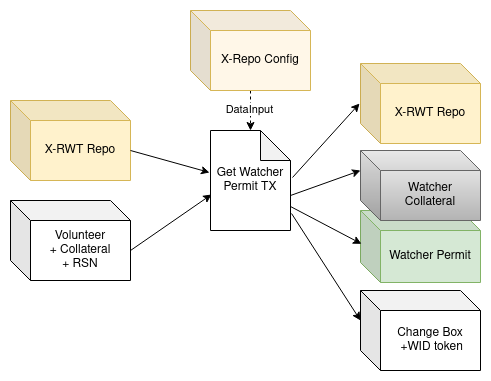 X-Repo Config
DataInput
X-RWT Repo
Volunteer
+ Collateral
+ RSN
Get Watcher
Permit TX
X-RWT Repo
Watcher
Collateral
Watcher Permit
Change Box
+WID token